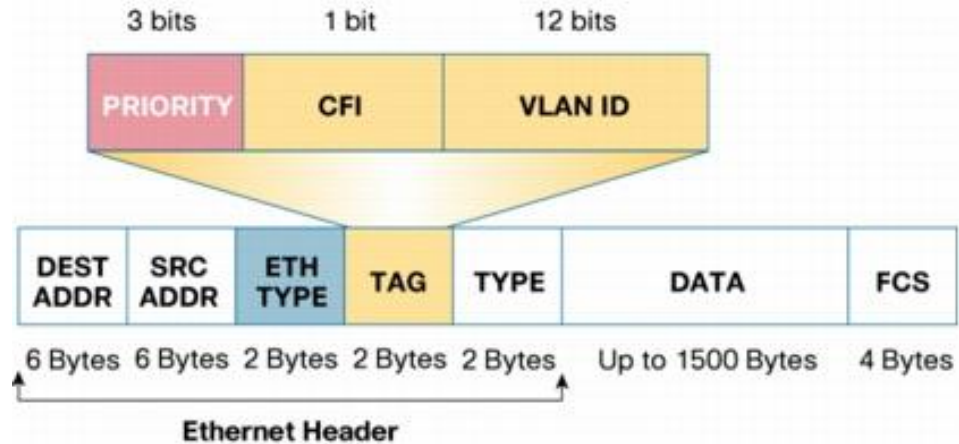 3 bits 1 bit 12 bits
PRIORITY CFI VLAN ID
DEST ADDR SRC ADDR ETH TYPE TAG TYPE DATA FCS
6 Bytes 6 Bytes 2 Bytes 2 Bytes 2 Bytes Up to 1500 Bytes 4 Bytes
Ethernet Header